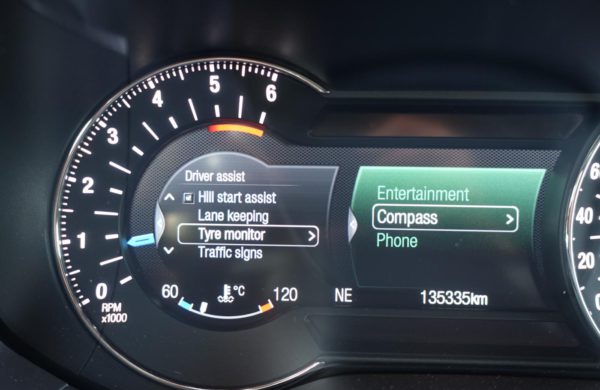 6
5
4
3
2
1
0
RPM
x1000
Driver assist
Hill start assist
Lane keeping
Tyre monitor
Traffic signs
60
°C
120
Entertainment
Compass
Phone
NE
135335km
40
20
0